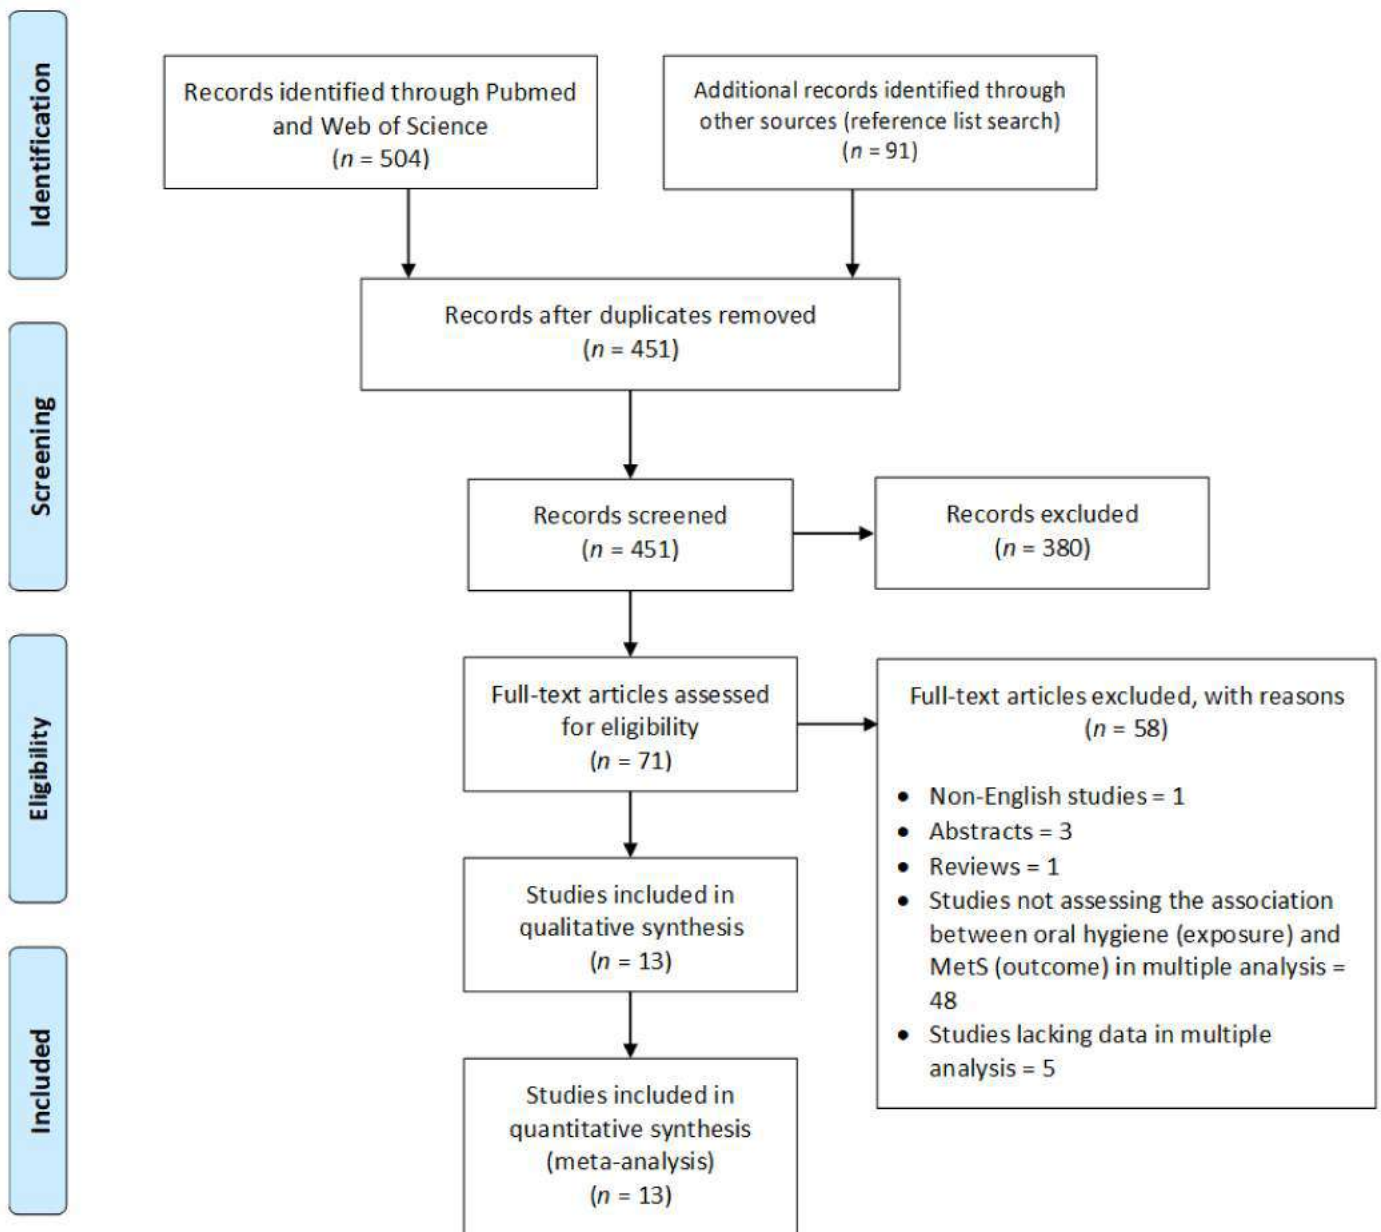 Identification
Records identified through Pubmed
and Web of Science
(n = 504)
Additional records identified through
other sources (reference list search)
(n = 91)
Records after duplicates removed
(n = 451)
Screening
Records screened
(n = 451)
Records excluded
(n = 380)
Eligibility
Full-text articles assessed
for eligibility
(n = 71)
Full-text articles excluded, with reasons
(n = 58)
• Non-English studies = 1
• Abstracts = 3
• Reviews = 1
• Studies not assessing the association
between oral hygiene (exposure) and
MetS (outcome) in multiple analysis =
48
• Studies lacking data in multiple
analysis = 5
Studies included in
qualitative synthesis
(n = 13)
Included
Studies included in
quantitative synthesis
(meta-analysis)
(n = 13)